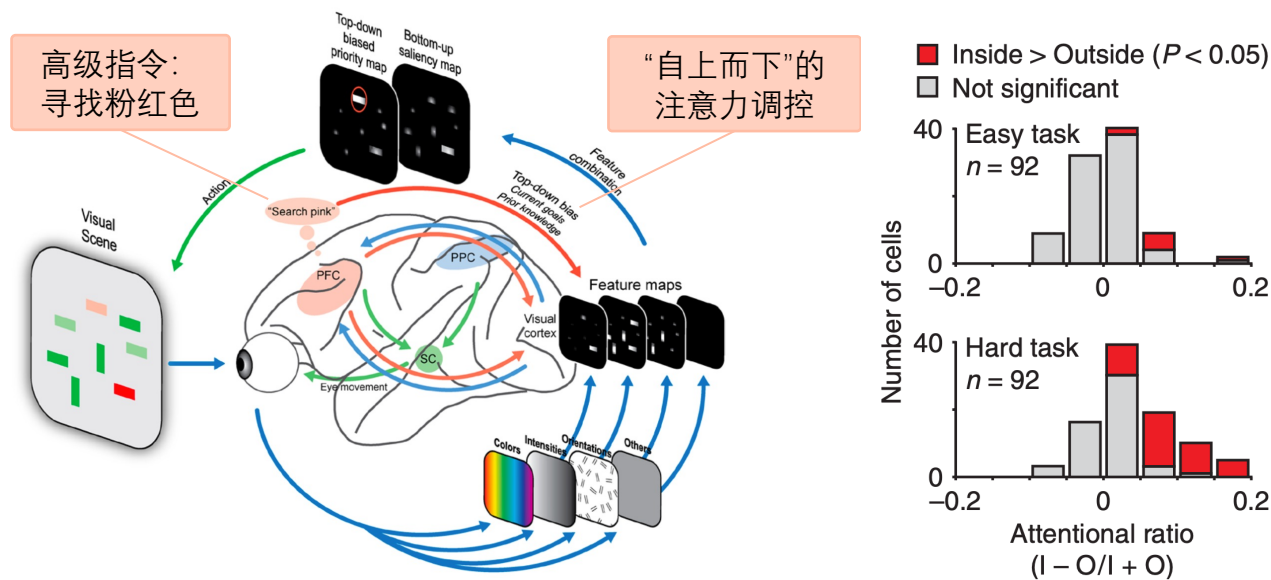 高级指令：
寻找粉红色
Top-down
biased
priority map
Bottom-up
saliency map
“自上而下”的
注意力调控
Action
Feature
combination
Top-down bias
Current goals
Prior knowledge
"Search pink"
Visual
Scene
PFC
PPC
SC
Eye movement
Visual
cortex
Feature maps
Colors
Intensities
Orientations
Others
Inside > Outside (P < 0.05)
Not significant
Number of cells
40
Easy task
n = 92
0
−0.2
0
0.2
40
Hard task
n = 92
0
−0.2
0
0.2
Attentional ratio
(I − O/I + O)